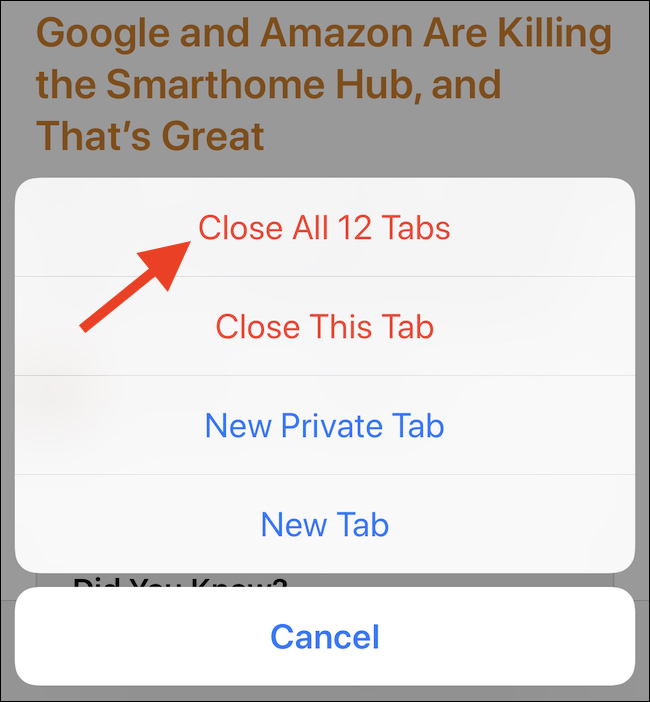 Google and Amazon Are Killing
the Smarthome Hub, and
That’s Great
Close All 12 Tabs
Close This Tab
New Private Tab
New Tab
Did You Know?
Cancel